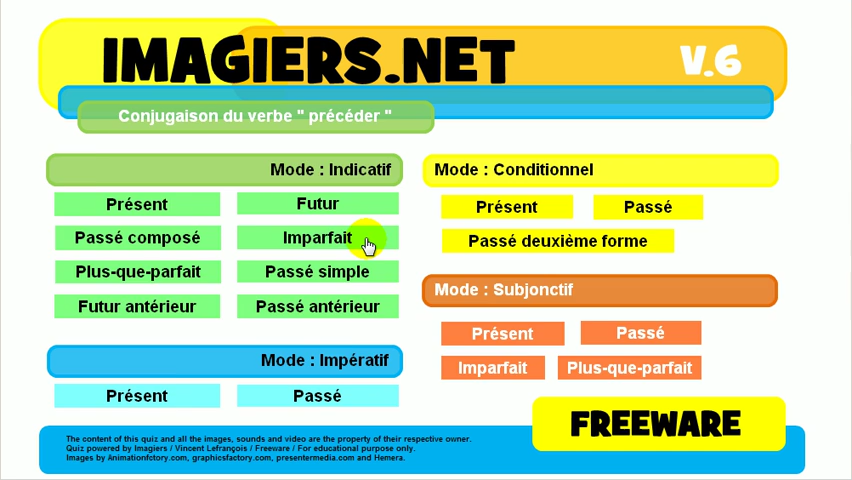 IMAGIERS.NET
V.6
Conjugaison du verbe " précéder "
Mode : Indicatif
Présent
Futur
Passé composé
Imparfait
Plus-que-parfait
Passé simple
Futur antérieur
Passé antérieur
Mode : Impératif
Présent
Passé
Mode : Conditionnel
Présent
Passé
Passé deuxième forme
Mode : Subjonctif
Présent
Passé
Imparfait
Plus-que-parfait
FREEWARE
The content of this quiz and all the images, sounds and video are the property of their respective owner.
Quiz powered by Imagiers / Vincent Lefrançois / Freeware / For educational purpose only.
Images by Animationfctory.com, graphicsfactory.com, presentermedia.com and Hemera.